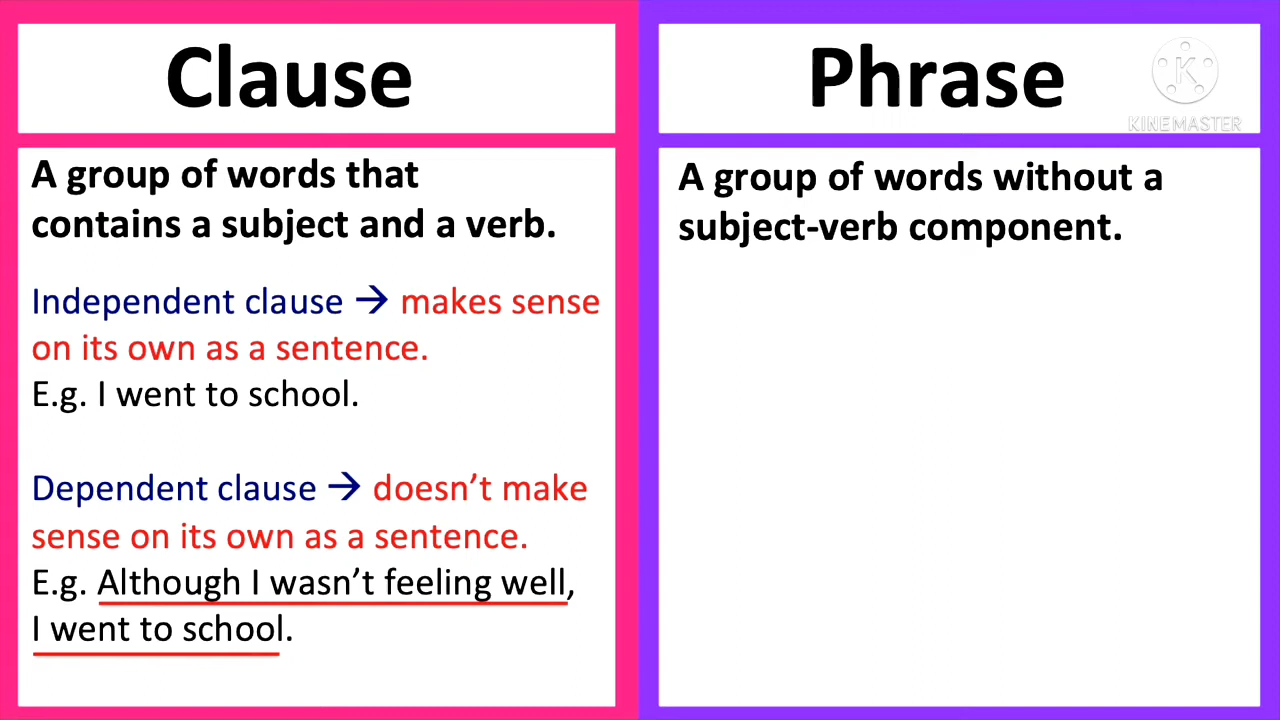 Clause
A group of words that
contains a subject and a verb.
Independent clause → makes sense
on its own as a sentence.
E.g. I went to school.
Dependent clause → doesn’t make
sense on its own as a sentence.
E.g. Although I wasn’t feeling well,
I went to school.
Phrase
K
KINEMASTER
A group of words without a
subject-verb component.